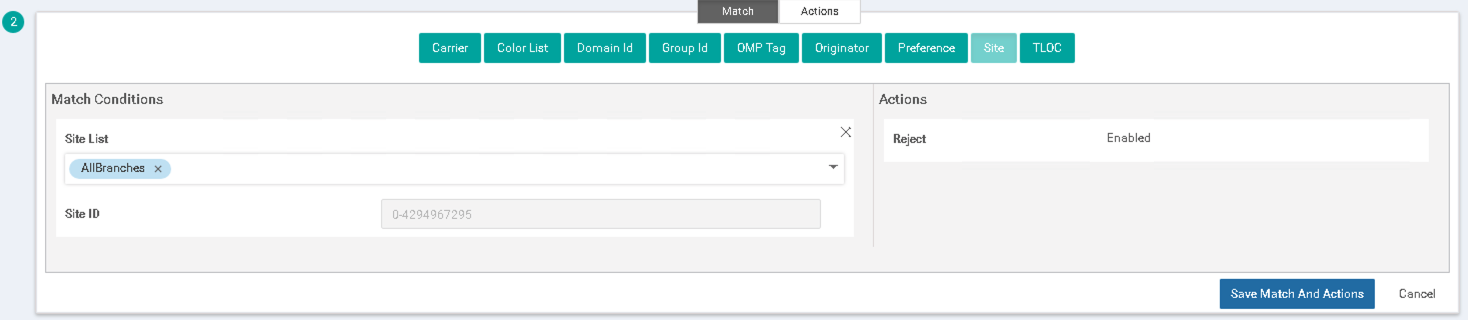 2
Match Actions
Carrier Color List Domain Id Group Id OMP Tag Originator Preference Site TLOC
Match Conditions
Actions
Site List
Reject Enabled
AllBranches ×
Site ID 0-4294967295
Save Match And Actions Cancel